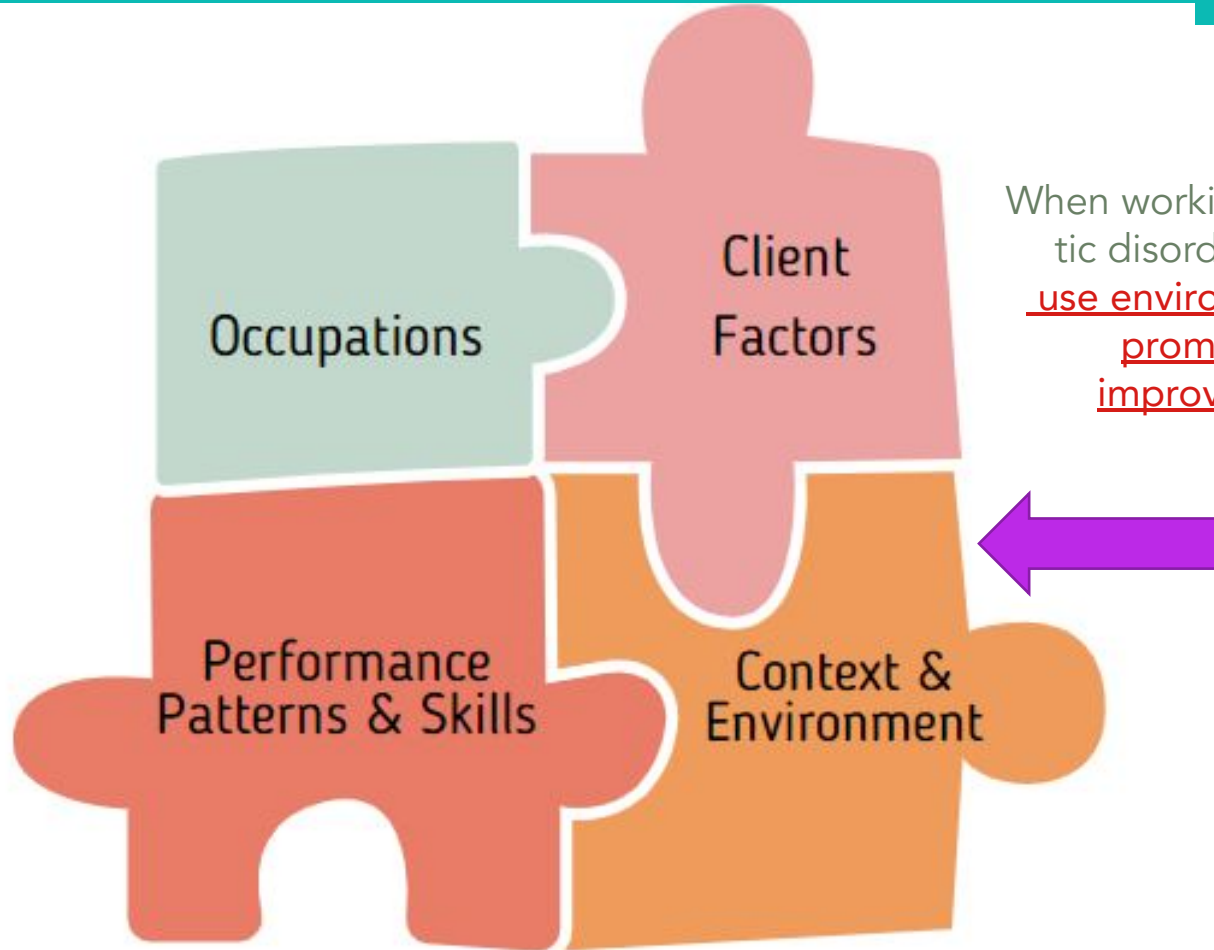 Occupations
Client
Factors
Performance
Patterns & Skills
Context &
Environment
When worki
tic disord
use enviro
prom
improv